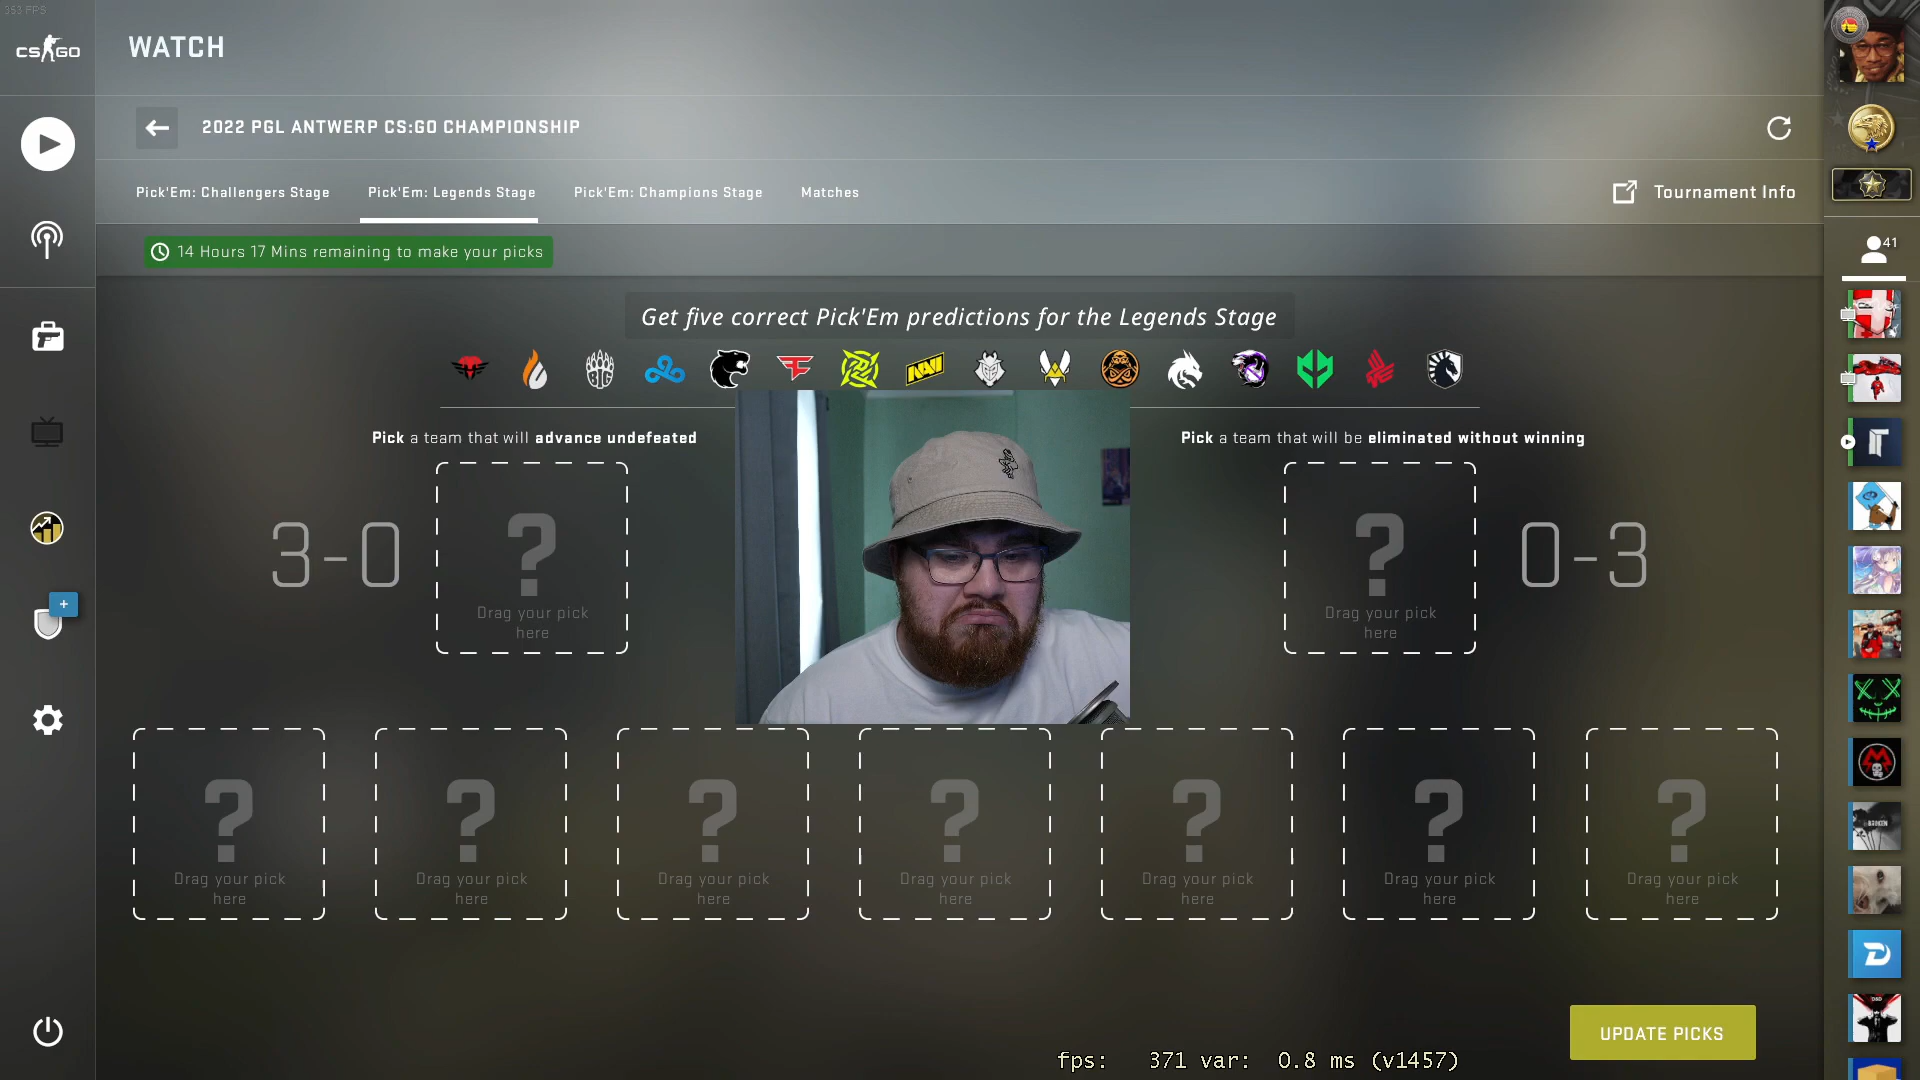 353 FPS
CS GO
WATCH
2022 PGL ANTWERP CS:GO CHAMPIONSHIP
Pick'Em: Challengers Stage
Pick'Em: Legends Stage
Pick'Em: Champions Stage
Matches
Tournament Info
41
14 Hours 17 Mins remaining to make your picks
Get five correct Pick'Em predictions for the Legends Stage
BIG
NAVI
Pick a team that will advance undefeated
Pick a team that will be eliminated without winning
3-0
?
Drag your pick
here
?
Drag your pick
here
0-3
+
?
Drag your pick
here
?
Drag your pick
here
?
Drag your pick
here
?
Drag your pick
here
?
Drag your pick
here
?
Drag your pick
here
?
Drag your pick
here
UPDATE PICKS
fps: 371 var: 0.8 ms (v1457)